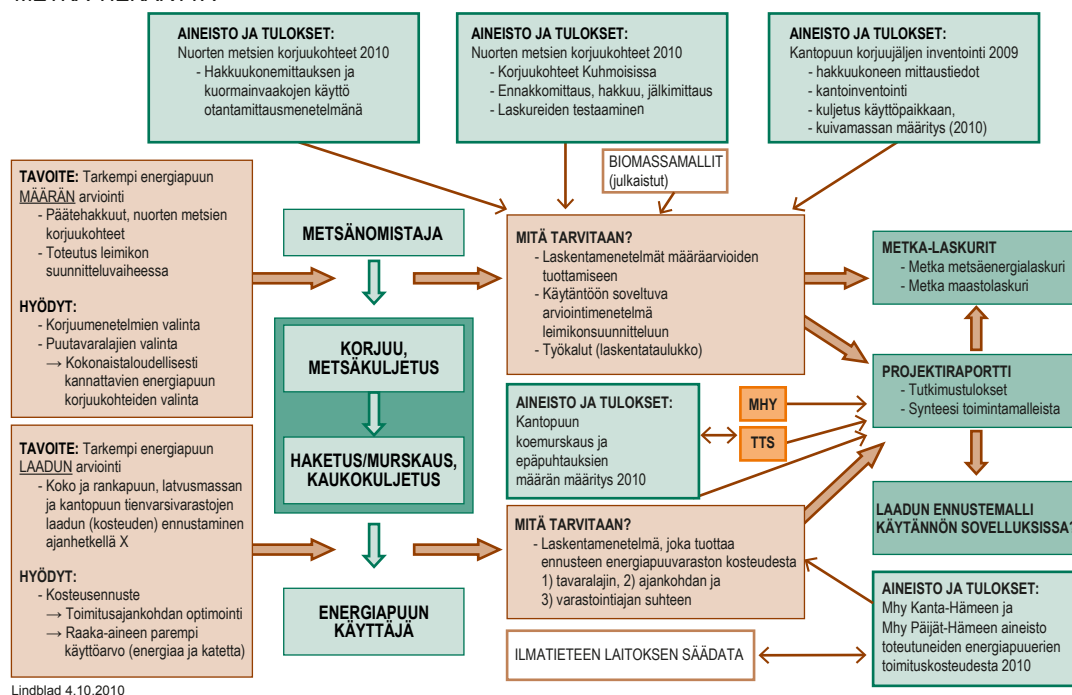 AINEISTO JA TULOKSET:
Nuorten metsien korjuukohteet 2010
- Hakkuukonemittauksen ja
kuormainvaakojen käyttö
otantamittausmenetelmänä
AINEISTO JA TULOKSET:
Nuorten metsien korjuukohteet 2010
- Korjuukohteet Kuhmoisissa
- Ennakkomittaus, hakkuu, jälkimittaus
- Laskureiden testaaminen
AINEISTO JA TULOKSET:
Kantopuun korjuujäljen inventointi 2009
- hakkuukoneen mittaustiedot
- kantoinventointi
- kuljetus käyttöpaikkaan,
- kuivamassan määritys (2010)
BIOMASSAMALLIT
(julkaistut)
TAVOITE: Tarkempi energiapuun
MÄÄRÄN arviointi
- Päätehakkuut, nuorten metsien
korjuukohteet
- Toteutus leimikon
suunnitteluvaiheessa
HYÖDYT:
- Korjuumenetelmien valinta
- Puutavaralajien valinta
→ Kokonaistaloudellisesti
kannattavien energiapuun
korjuukohteiden valinta
METSÄNOMISTAJA
MITÄ TARVITAAN?
- Laskentamenetelmät määräarvioiden
tuottamiseen
- Käytäntöön soveltuva
arviointimenetelmä
leimikonsuunnitteluun
- Työkalut (laskentataulukko)
METKA-LASKURIT
- Metka metsäenergialaskuri
- Metka maastolaskuri
KORJUU,
METSÄKULJETUS
PROJEKTIRAPORTTI
- Tutkimustulokset
- Synteesi toimintamalleista
AINEISTO JA TULOKSET:
Kantopuun
koemurskaus ja
epäpuhtauksien
määrän määritys 2010
MHY
TTS
HAKETUS/MURSKAUS,
KAUKOKULJETUS
TAVOITE: Tarkempi energiapuun
LAADUN arviointi
- Koko ja rankapuun, latvusmassan
ja kantopuun tienvarsivarastojen
laadun (kosteuden) ennustaminen
ajanhetkellä X
HYÖDYT:
- Kosteusennuste
→ Toimitusajankohdan optimointi
→ Raaka-aineen parempi
käyttöarvo (energiaa ja katetta)
LAADUN ENNUSTEMALLI
KÄYTÄNNÖN SOVELLUKSISSA?
MITÄ TARVITAAN?
- Laskentamenetelmä, joka tuottaa
ennusteen energiapuuvaraston kosteudesta
1) tavaralajin, 2) ajankohdan ja
3) varastointiajan suhteen
ENERGIAPUUN
KÄYTTÄJÄ
ILMATIETEEN LAITOKSEN SÄÄDATA
AINEISTO JA TULOKSET:
Mhy Kanta-Hämeen ja
Mhy Päijät-Hämeen aineisto
toteutuneiden energiapuuerien
toimituskosteudesta 2010
Lindblad 4.10.2010